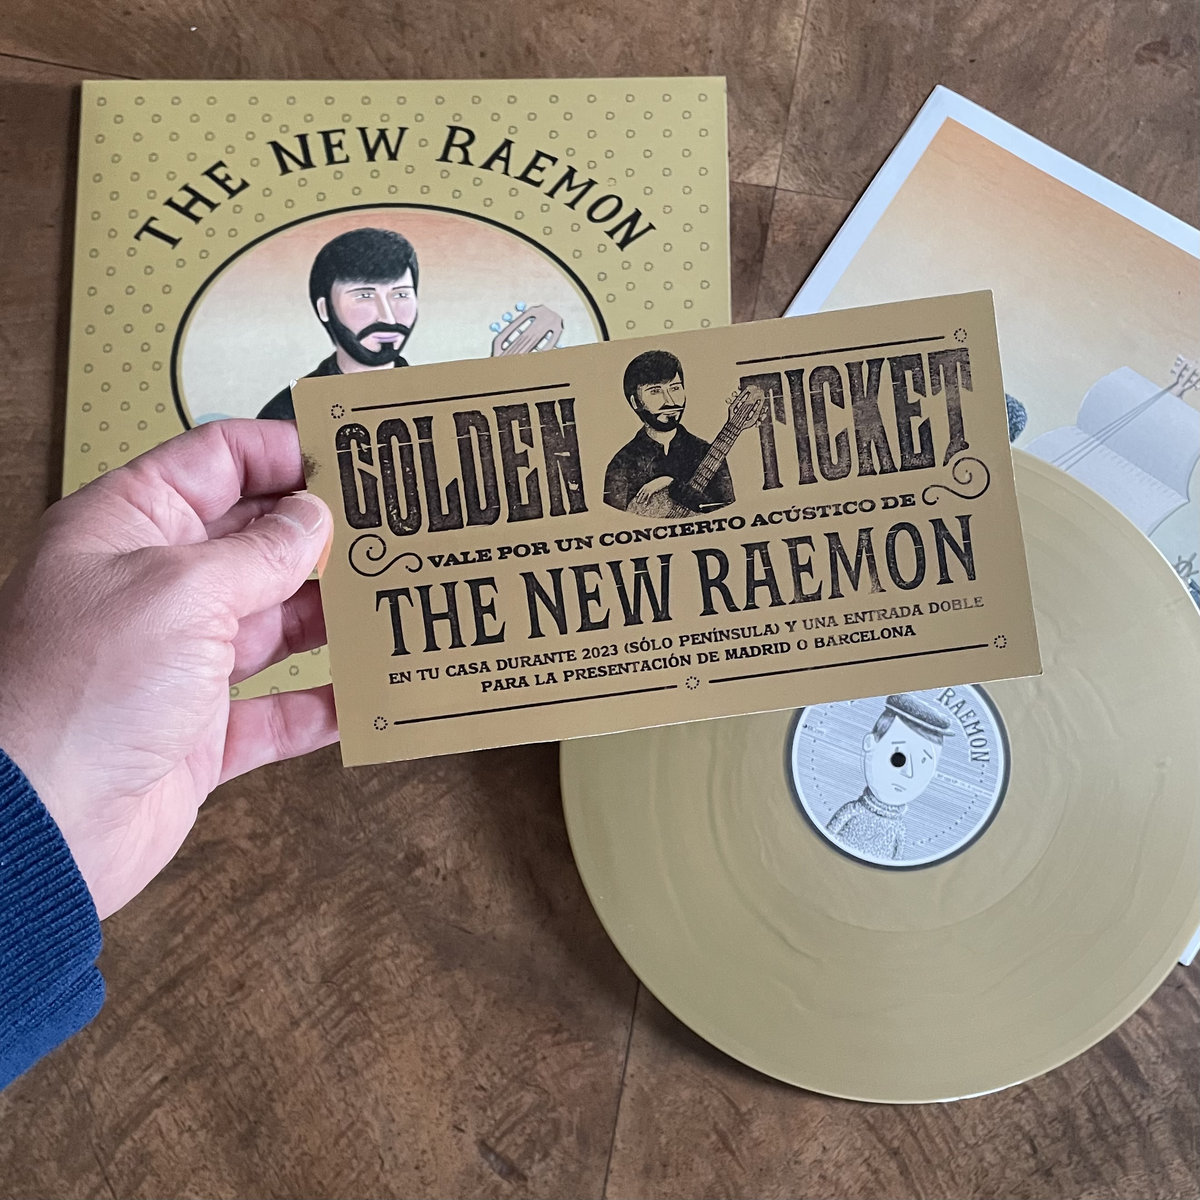 THE NEW RAEMON
GOLDEN TICKET
VALE POR UN CONCIERTO ACÚSTICO DE
THE NEW RAEMON
EN TU CASA DURANTE 2023 (SÓLO PENÍNSULA) Y UNA ENTRADA DOBLE
PARA LA PRESENTACIÓN DE MADRID O BARCELONA
RAEMON